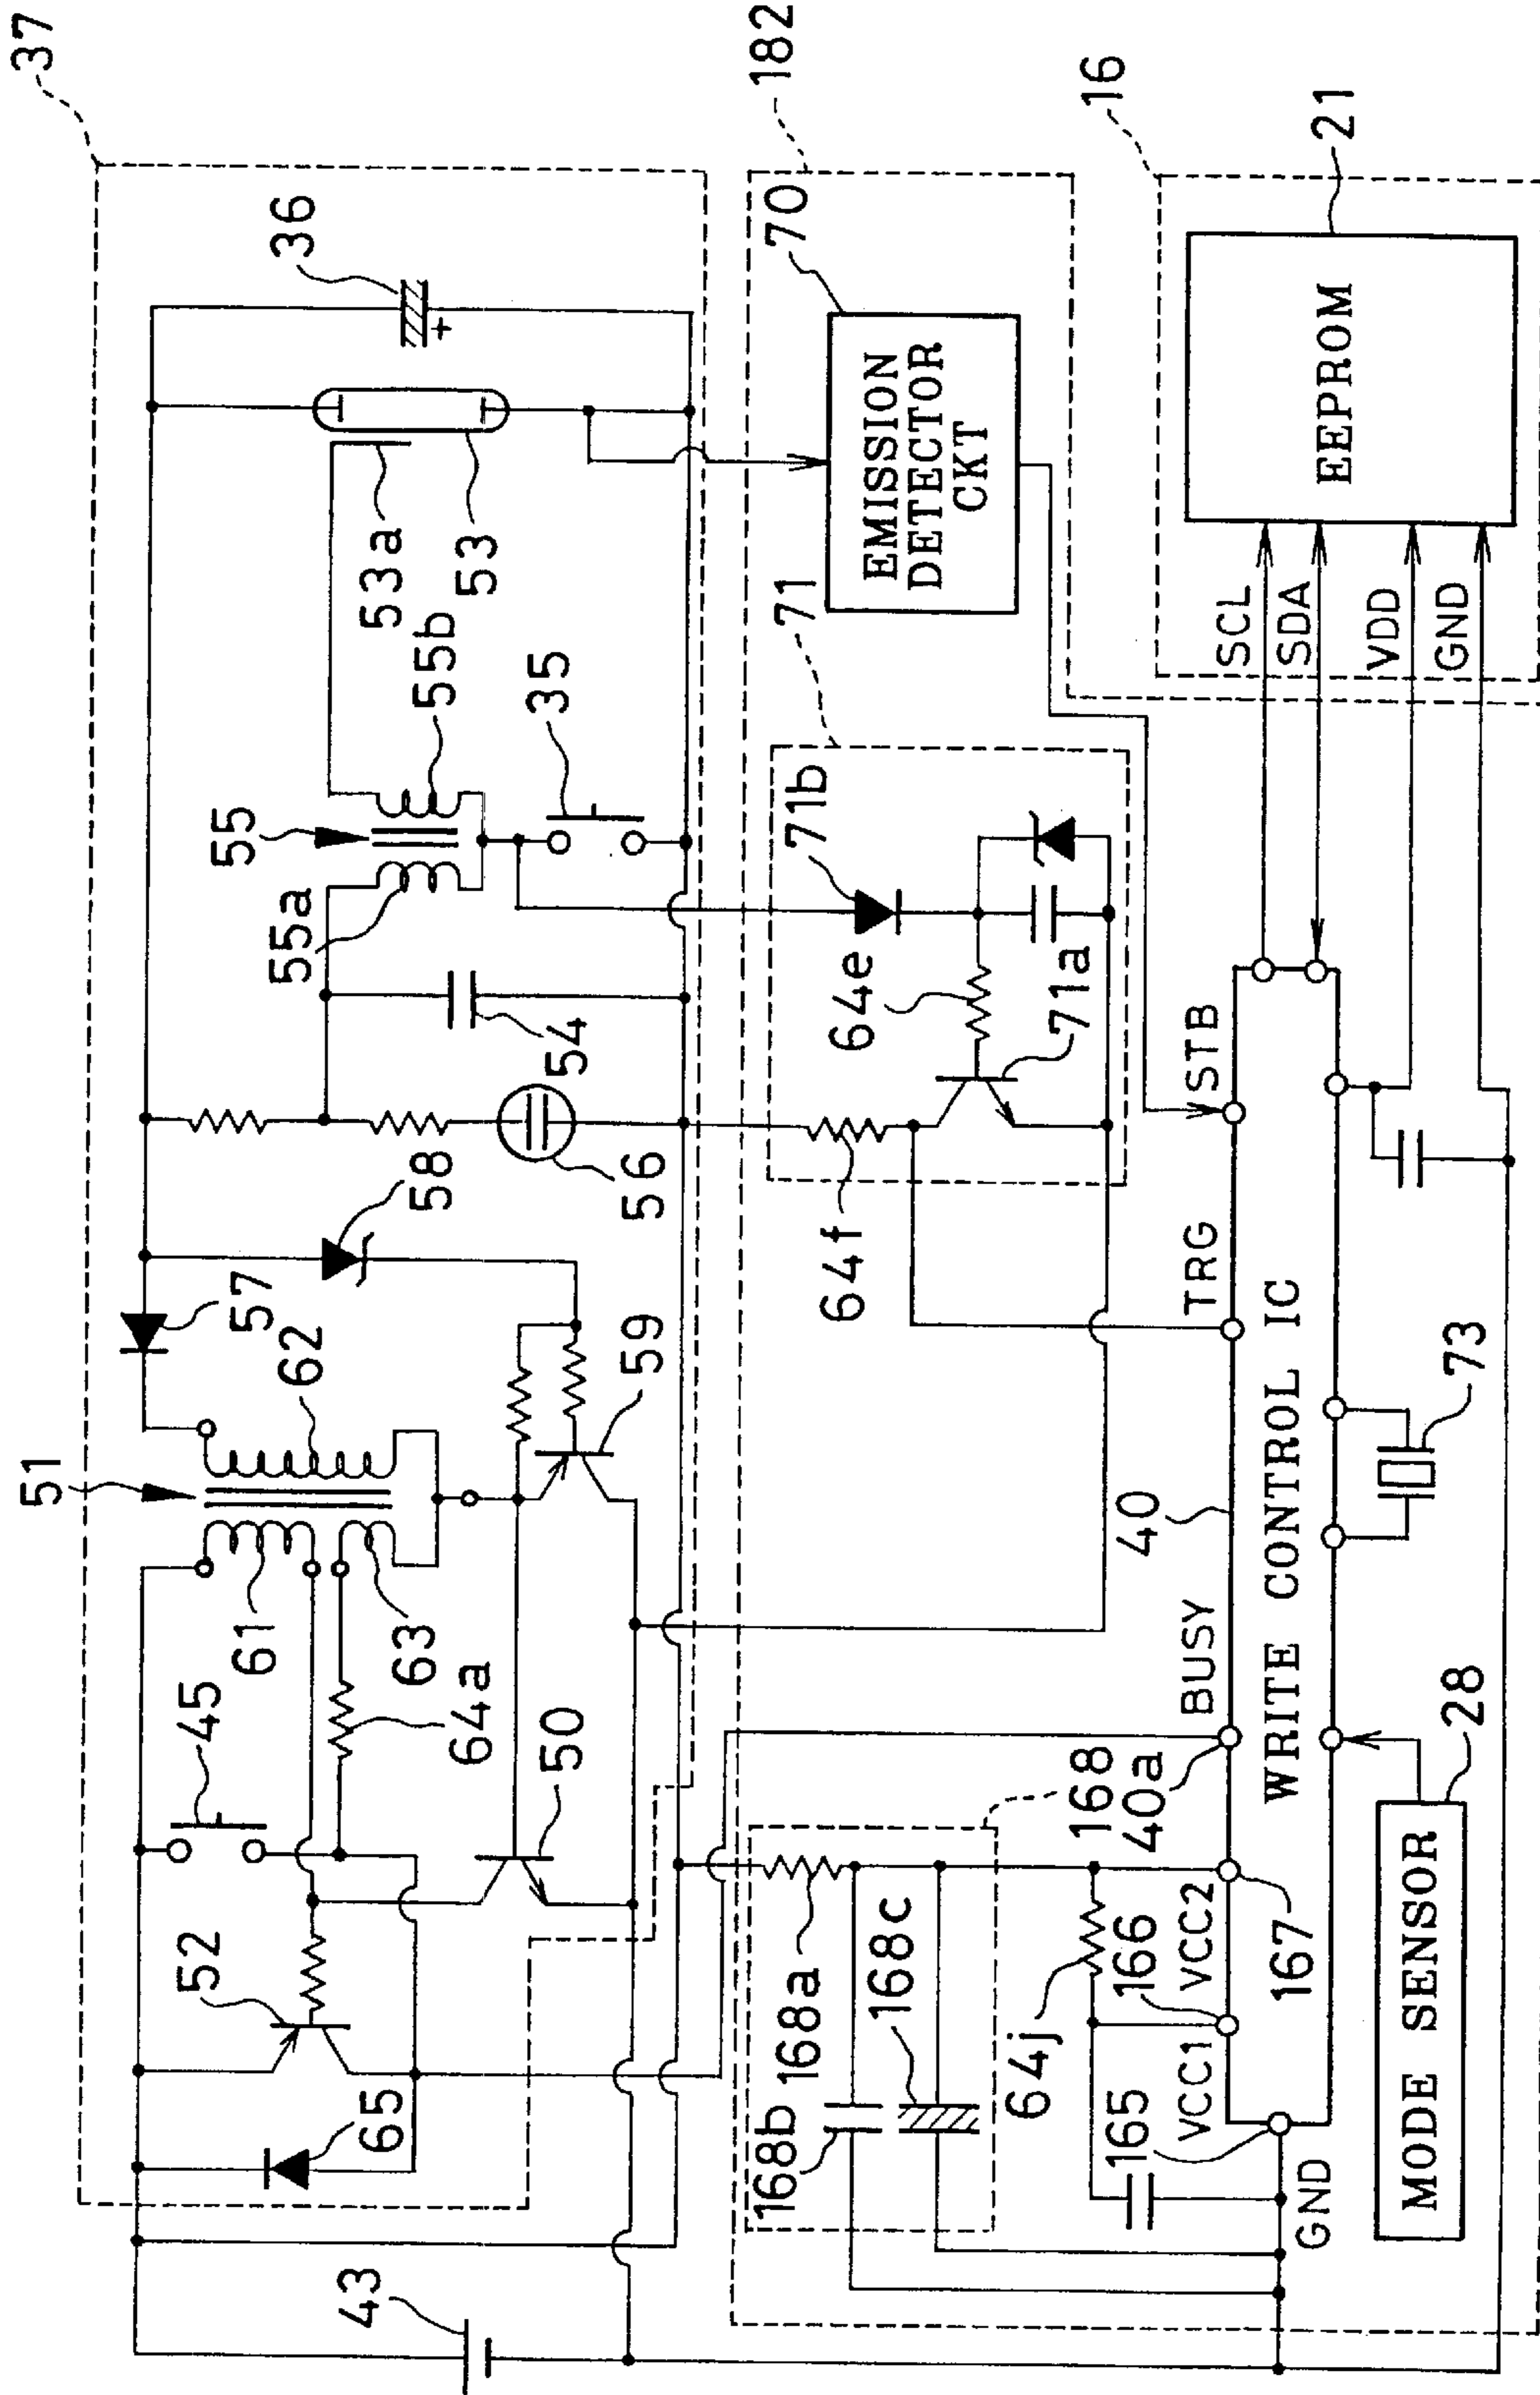 37
51
57
62
58
36
45
61
63
64a
52
65
43
50
59
56
54
55
55a
55b
53a
53
35
182
70
EMISSION
DETECTOR
CKT
71
71b
64e
71a
64f
16
21
EEPROM
SCL
SDA
VDD
GND
STB
TRG
BUSY
40
40a
WRITE CONTROL IC
73
168
168a
168b
168c
64j
VCC2
167
166
VCC1
165
GND
MODE SENSOR
28